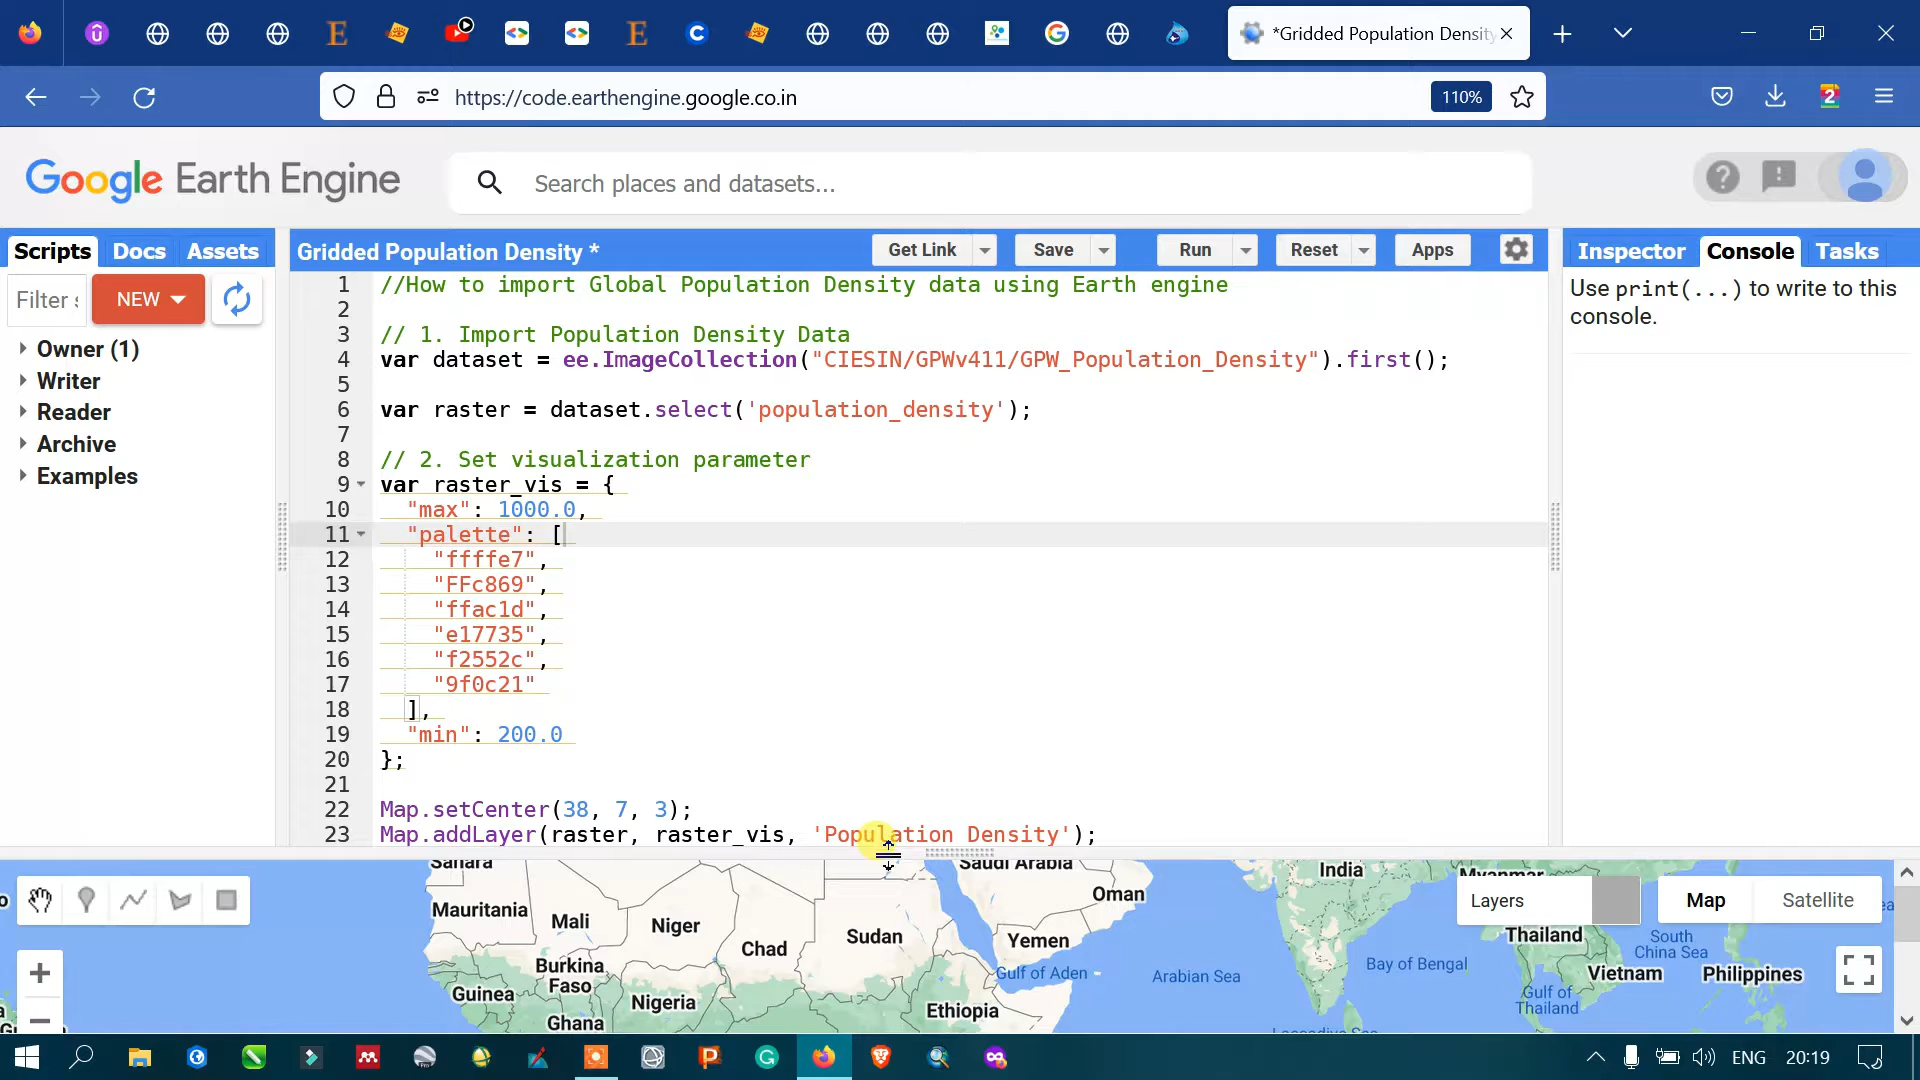 *Gridded Population Density
https://code.earthengine.google.co.in
110%
2
Google Earth Engine
Search places and datasets...
Scripts Docs Assets
Filter
NEW
Owner (1)
Writer
Reader
Archive
Examples
Gridded Population Density *
Get Link
Save
Run
Reset
Apps
1 //How to import Global Population Density data using Earth engine
2
3 // 1. Import Population Density Data
4 var dataset = ee.ImageCollection("CIESIN/GPWv411/GPW_Population_Density").first();
5
6 var raster = dataset.select('population_density');
7
8 // 2. Set visualization parameter
9 var raster_vis = {
10 "max": 1000.0,
11 "palette": [
12 "ffffe7",
13 "FFc869",
14 "ffac1d",
15 "e17735",
16 "f2552c",
17 "9f0c21"
18 ],
19 "min": 200.0
20 };
21
22 Map.setCenter(38, 7, 3);
23 Map.addLayer(raster, raster_vis, 'Population Density');
Inspector Console Tasks
Use print(...) to write to this
console.
Sahara
Saudi Arabia
India
Myanmar
Oman
Mauritania
Mali
Niger
Chad
Sudan
Yemen
Layers
Map
Satellite
Thailand
South
China Sea
Burkina
Faso
Gulf of Aden
Arabian Sea
Bay of Bengal
Vietnam
Philippines
Guinea
Nigeria
Ethiopia
Gulf of
Thailand
Ghana
Laccadive Sea
ENG
20:19